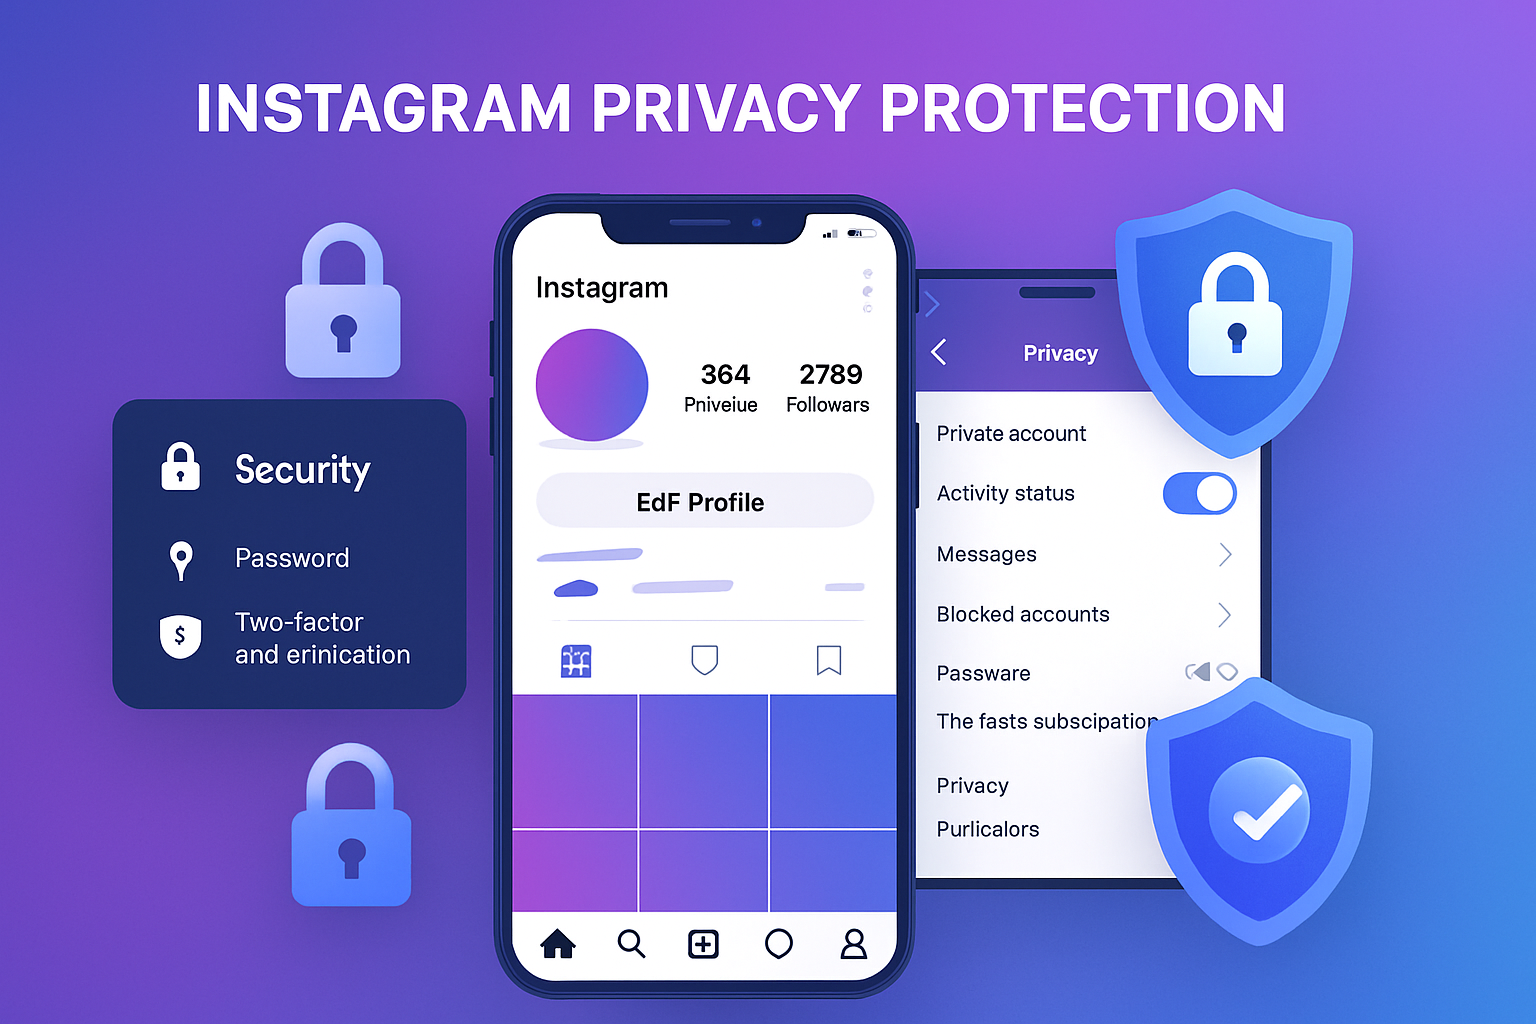 INSTAGRAM PRIVACY PROTECTION
Security
Password
Two-factor
and erinication
Instagram
364
Pniveiue
2789
Followars
EdF Profile
Privacy
Private account
Activity status
Messages
Blocked accounts
Passware
The fasts subscipation
Privacy
Purlicalors
$